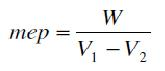 mep = W / (V₁ − V₂)